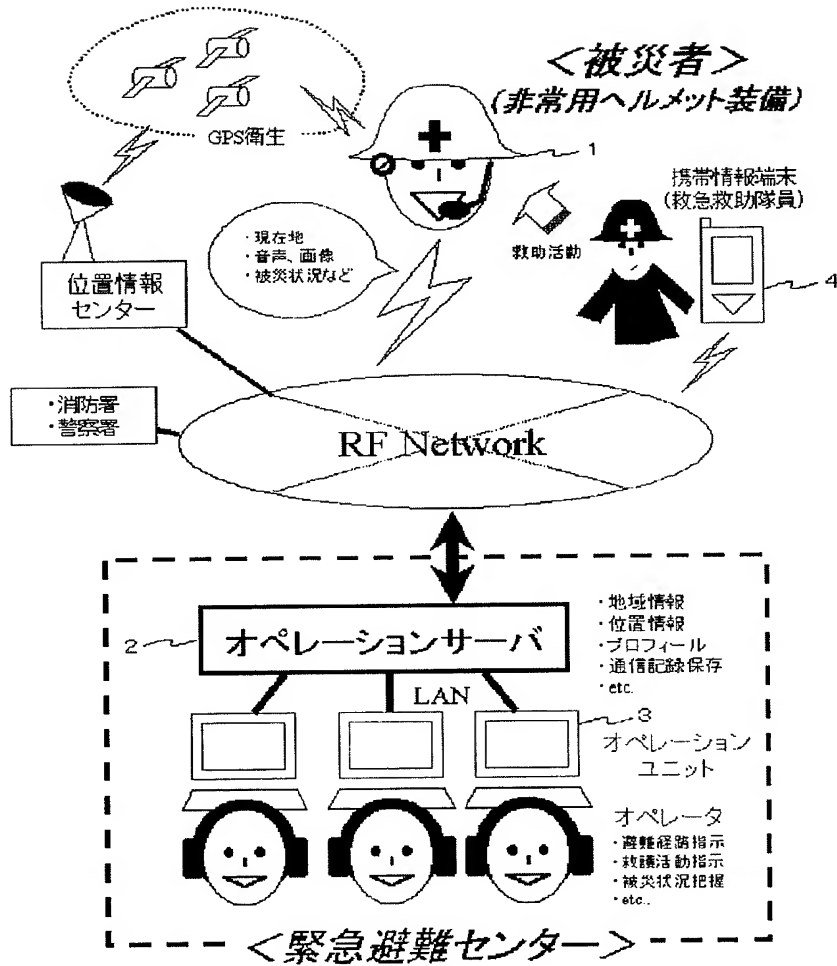 <被災者>
(非常用ヘルメット装備)
GPS衛生
1
携帯情報端末
(救急救助隊員)
・現在地
・音声、画像
・被災状況など
救助活動
4
位置情報
センター
・消防署
・警察署
RF Network
2
オペレーションサーバ
・地域情報
・位置情報
・プロフィール
・通信記録保存
・etc.
LAN
3
オペレーション
ユニット
オペレータ
・避難経路指示
・救護活動指示
・被災状況把握
・etc..
<緊急避難センター>